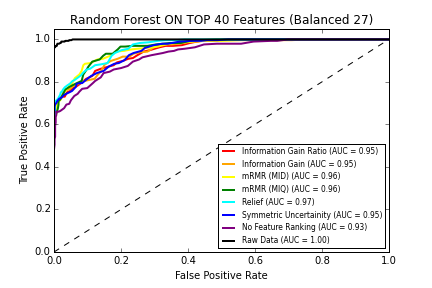 Random Forest ON TOP 40 Features (Balanced 27)
True Positive Rate
1.0
0.8
0.6
0.4
0.2
0.0
Information Gain Ratio (AUC = 0.95)
Information Gain (AUC = 0.95)
mRMR (MID) (AUC = 0.96)
mRMR (MIQ) (AUC = 0.96)
Relief (AUC = 0.97)
Symmetric Uncertainity (AUC = 0.95)
No Feature Ranking (AUC = 0.93)
Raw Data (AUC = 1.00)
0.0 0.2 0.4 0.6 0.8 1.0
False Positive Rate